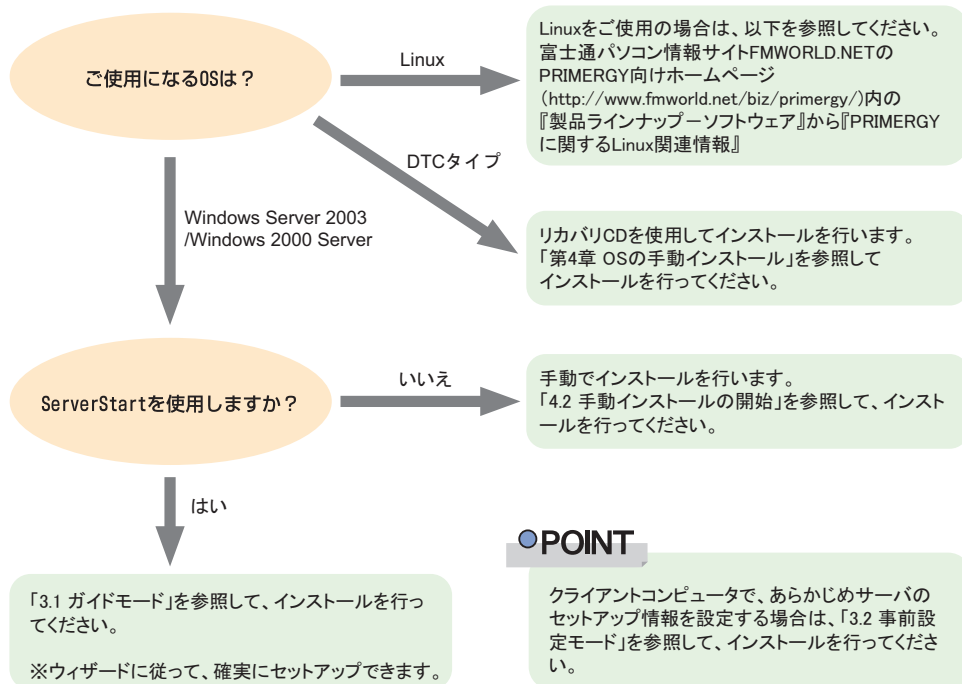 ご使用になるOSは？
Linux
Linuxをご使用の場合は、以下を参照してください。
富士通パソコン情報サイトFMWORLD.NETの
PRIMERGY向けホームページ
（http://www.fmworld.net/biz/primergy/）内の
『製品ラインナップ－ソフトウェア』から『PRIMERGY
に関するLinux関連情報』
DTCタイプ
リカバリCDを使用してインストールを行います。
「第4章 OSの手動インストール」を参照して
インストールを行ってください。
Windows Server 2003
/Windows 2000 Server
ServerStartを使用しますか？
いいえ
手動でインストールを行います。
「4.2 手動インストールの開始」を参照して、インスト
ールを行ってください。
はい
「3.1 ガイドモード」を参照して、インストールを行っ
てください。
※ウィザードに従って、確実にセットアップできます。
POINT
クライアントコンピュータで、あらかじめサーバの
セットアップ情報を設定する場合は、「3.2 事前設
定モード」を参照して、インストールを行ってくださ
い。